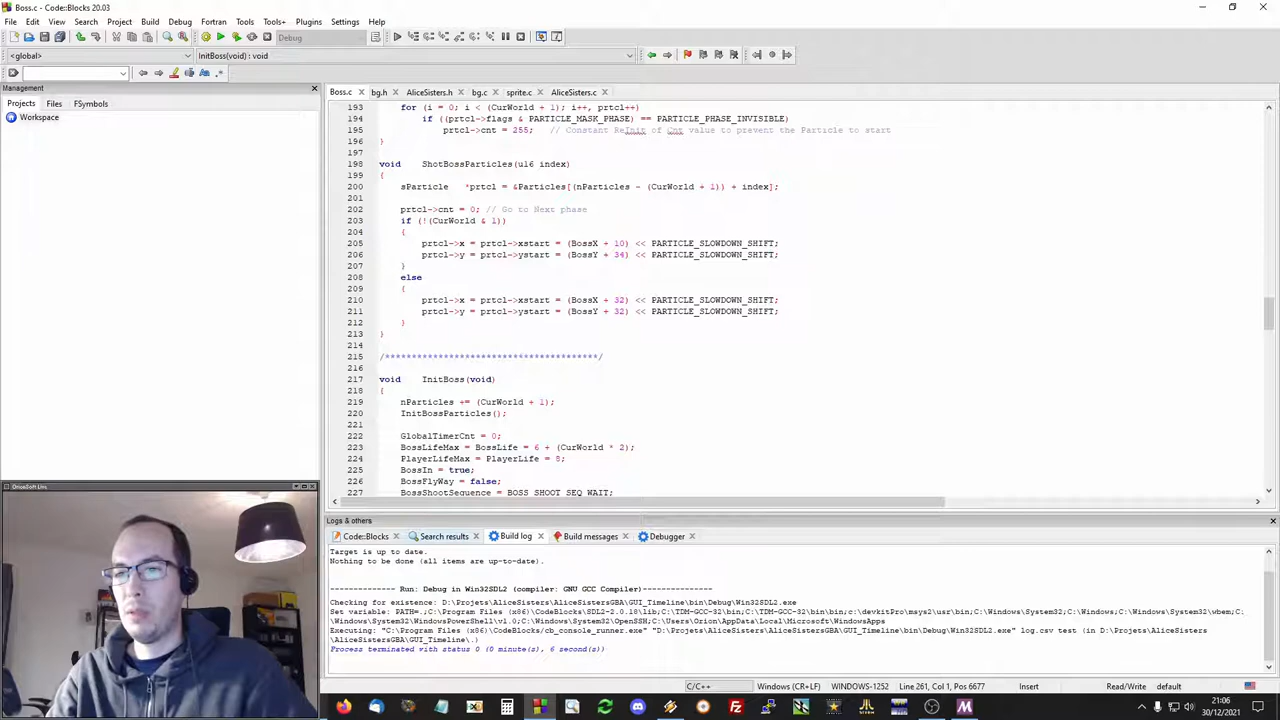 Boss.c - Code::Blocks 20.03
File Edit View Search Project Build Debug Fortran Tools Tools+ Plugins Settings Help
Debug
<global> InitBoss(void) : void
Management
Projects Files FSymbols
Workspace
Boss.c bg.h AliceSisters.h bg.c sprite.c AliceSisters.c
193 for (i = 0; i < (CurWorld + 1); i++, prtcl++)
194 if ((prtcl->flags & PARTICLE_MASK_PHASE) == PARTICLE_PHASE_INVISIBLE)
195 prtcl->cnt = 255; // Constant ReInit of Cnt value to prevent the Particle to start
196 }
197
198 void ShotBossParticles(u16 index)
199 {
200 sParticle *prtcl = &Particles[(nParticles - (CurWorld + 1)) + index];
201
202 prtcl->cnt = 0; // Go to Next phase
203 if (!(CurWorld & 1))
204 {
205 prtcl->x = prtcl->xstart = (BossX + 10) << PARTICLE_SLOWDOWN_SHIFT;
206 prtcl->y = prtcl->ystart = (BossY + 34) << PARTICLE_SLOWDOWN_SHIFT;
207 }
208 else
209 {
210 prtcl->x = prtcl->xstart = (BossX + 32) << PARTICLE_SLOWDOWN_SHIFT;
211 prtcl->y = prtcl->ystart = (BossY + 32) << PARTICLE_SLOWDOWN_SHIFT;
212 }
213 }
214
215 /****************************************/
216
217 void InitBoss(void)
218 {
219 nParticles += (CurWorld + 1);
220 InitBossParticles();
221
222 GlobalTimerCnt = 0;
223 BossLifeMax = BossLife = 6 + (CurWorld * 2);
224 PlayerLifeMax = PlayerLife = 8;
225 BossIn = true;
226 BossFlyWay = false;
227 BossShootSequence = BOSS_SHOOT_SEQ_WAIT;
OrionSoft Live
Logs & others
Code::Blocks Search results Build log Build messages Debugger
Target is up to date.
Nothing to be done (all items are up-to-date).
-------------- Run: Debug in Win32SDL2 (compiler: GNU GCC Compiler)---------------
Checking for existence: D:\Projets\AliceSisters\AliceSistersGBA\GUI_Timeline\bin\Debug\Win32SDL2.exe
Set variable: PATH=.;C:\Program Files (x86)\CodeBlocks\SDL2-2.0.18\lib;C:\TDM-GCC-32\bin;C:\TDM-GCC-32\bin\bin;c:\devkitPro\msys2\usr\bin;C:\Windows\System32;C:\Windows;C:\Windows\System32\wbem;C:
\Windows\System32\WindowsPowerShell\v1.0;C:\Windows\System32\OpenSSH;C:\Users\Orion\AppData\Local\Microsoft\WindowsApps
Executing: "C:\Program Files (x86)\CodeBlocks/cb_console_runner.exe" "D:\Projets\AliceSisters\AliceSistersGBA\GUI_Timeline\bin\Debug\Win32SDL2.exe" log.csv test (in D:\Projets\AliceSisters
\AliceSistersGBA\GUI_Timeline\.)
Process terminated with status 0 (0 minute(s), 6 second(s))
C/C++ Windows (CR+LF) WINDOWS-1252 Line 261, Col 1, Pos 6677 Insert Read/Write default
21:06
30/12/2021